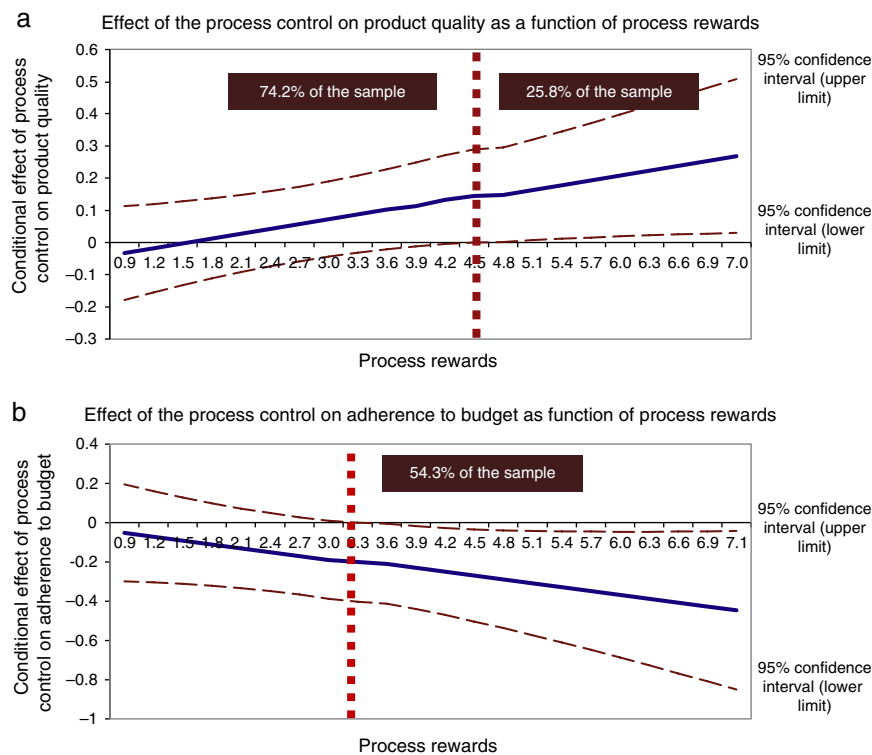 a
Effect of the process control on product quality as a function of process rewards
Conditional effect of process
control on product quality
0.6
0.5
0.4
0.3
0.2
0.1
0
−0.1
−0.2
−0.3
74.2% of the sample
25.8% of the sample
95% confidence
interval (upper
limit)
95% confidence
interval (lower
limit)
0.9 1.2 1.5 1.8 2.1 2.4 2.7 3.0 3.3 3.6 3.9 4.2 4.5 4.8 5.1 5.4 5.7 6.0 6.3 6.6 6.9 7.0
Process rewards
b
Effect of the process control on adherence to budget as function of process rewards
Conditional effect of process
control on adherence to budget
0.4
0.2
0
−0.2
−0.4
−0.6
−0.8
−1
54.3% of the sample
95% confidence
interval (upper
limit)
0.9 1.2 1.5 1.8 2.1 2.4 2.7 3.0 3.3 3.6 3.9 4.2 4.5 4.8 5.1 5.4 5.7 6.0 6.3 6.6 6.9 7.1
95% confidence
interval (lower
limit)
Process rewards